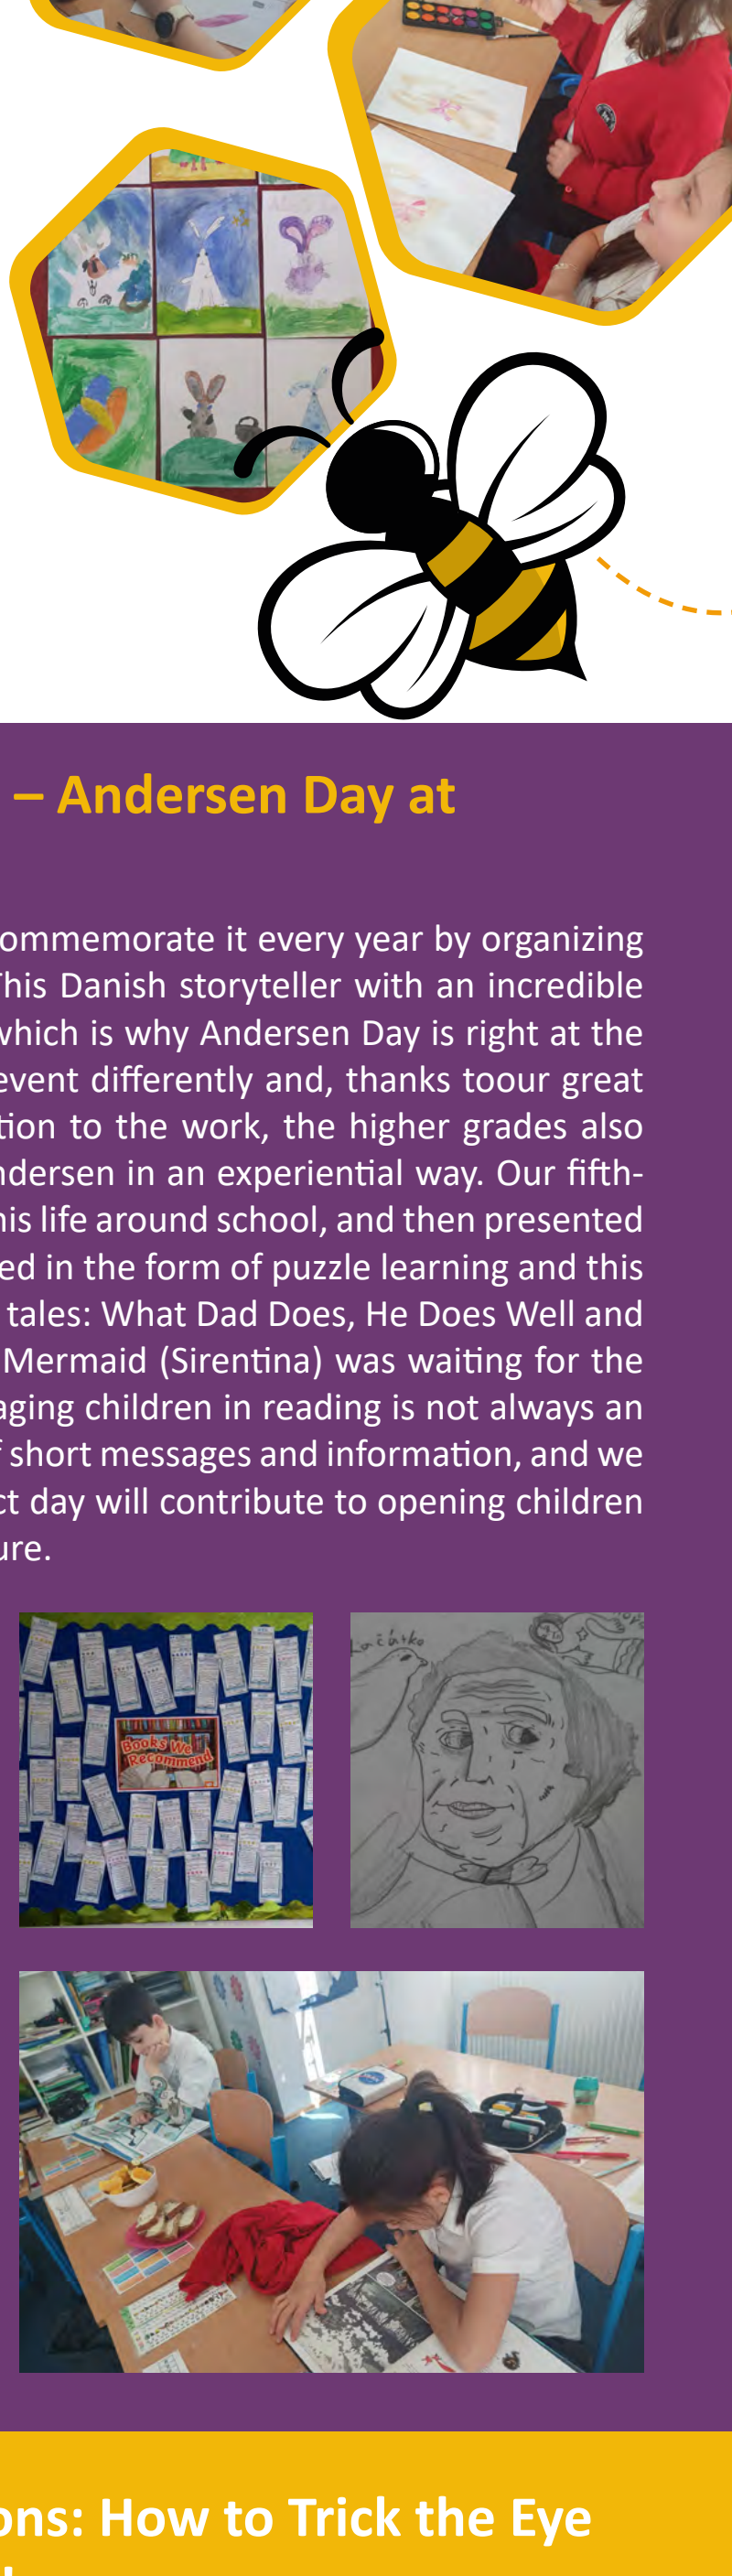 – Andersen Day at
ommemorate it every year by organizing
This Danish storyteller with an incredible
which is why Andersen Day is right at the
event differently and, thanks toour great
tion to the work, the higher grades also
ndersen in an experiential way. Our fifth-
his life around school, and then presented
ed in the form of puzzle learning and this
tales: What Dad Does, He Does Well and
Mermaid (Sirentina) was waiting for the
aging children in reading is not always an
f short messages and information, and we
ct day will contribute to opening children
ure.
Books We
Recommend
ons: How to Trick the Eye